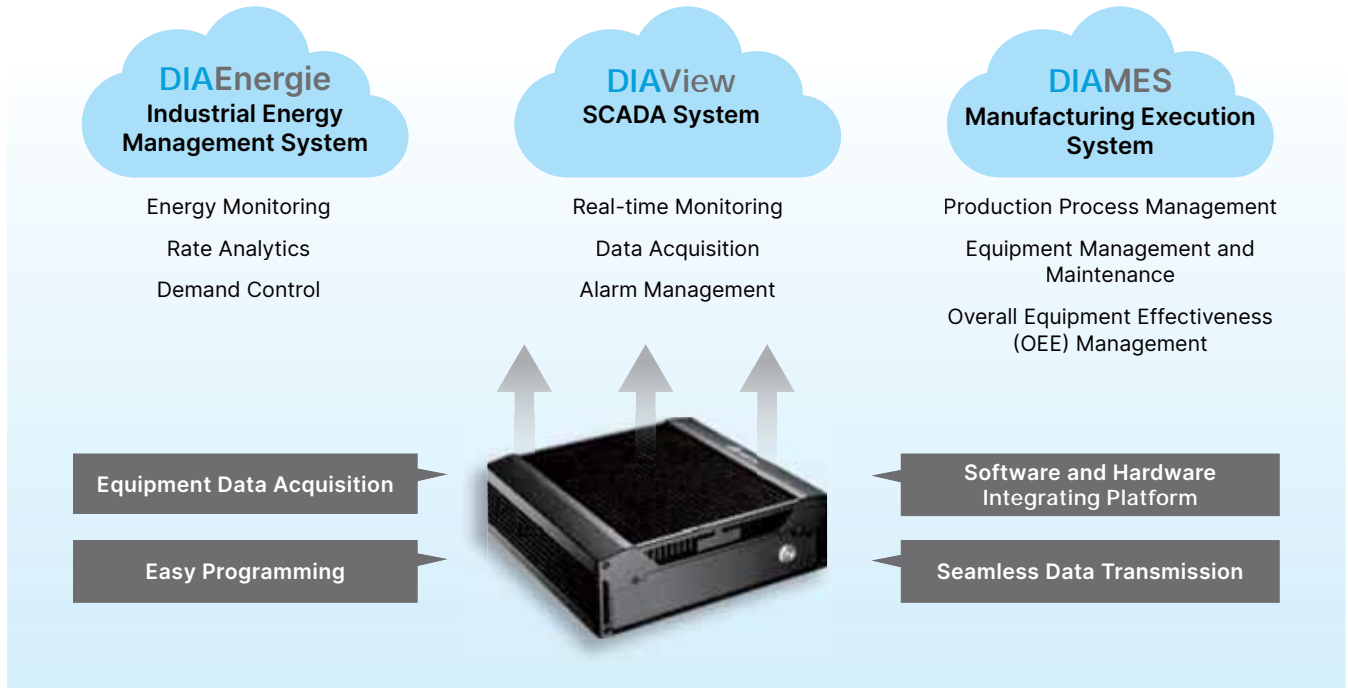 DIAEnergie
Industrial Energy
Management System
Energy Monitoring
Rate Analytics
Demand Control
DIAView
SCADA System
Real-time Monitoring
Data Acquisition
Alarm Management
DIAMES
Manufacturing Execution
System
Production Process Management
Equipment Management and
Maintenance
Overall Equipment Effectiveness
(OEE) Management
Equipment Data Acquisition
Easy Programming
Software and Hardware
Integrating Platform
Seamless Data Transmission